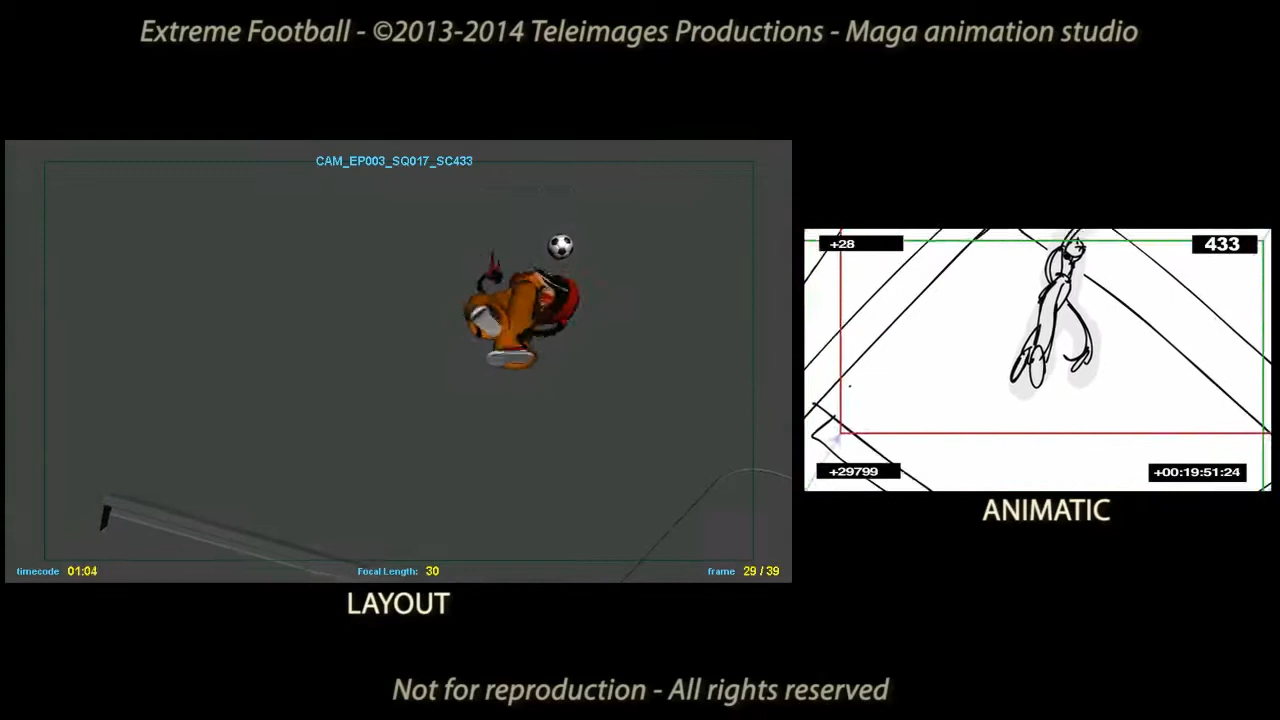 Extreme Football - ©2013-2014 Teleimages Productions - Maga animation studio
CAM_EP003_SQ017_SC433
timecode 01:04
Focal Length: 30
frame 29 / 39
LAYOUT
+28
433
+29799
+00:19:51:24
ANIMATIC
Not for reproduction - All rights reserved